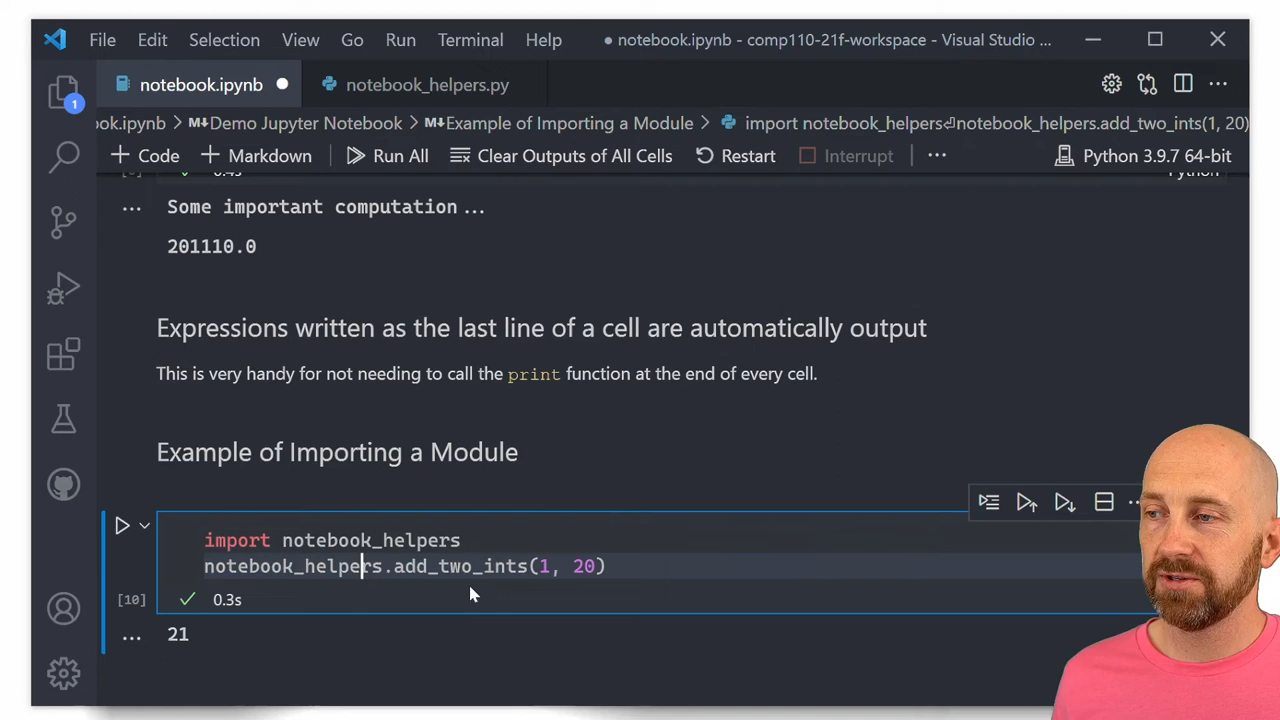 File Edit Selection View Go Run Terminal Help ● notebook.ipynb - comp110-21f-workspace - Visual Studio ...
notebook.ipynb ● notebook_helpers.py
1
ok.ipynb > M↓Demo Jupyter Notebook > M↓Example of Importing a Module > import notebook_helpers⏎notebook_helpers.add_two_ints(1, 20)
+ Code + Markdown Run All Clear Outputs of All Cells Restart Interrupt ... Python 3.9.7 64-bit
0.4s Python
... Some important computation...
201110.0
Expressions written as the last line of a cell are automatically output
This is very handy for not needing to call the print function at the end of every cell.
Example of Importing a Module
import notebook_helpers
notebook_helpers.add_two_ints(1, 20)
[10] 0.3s
... 21